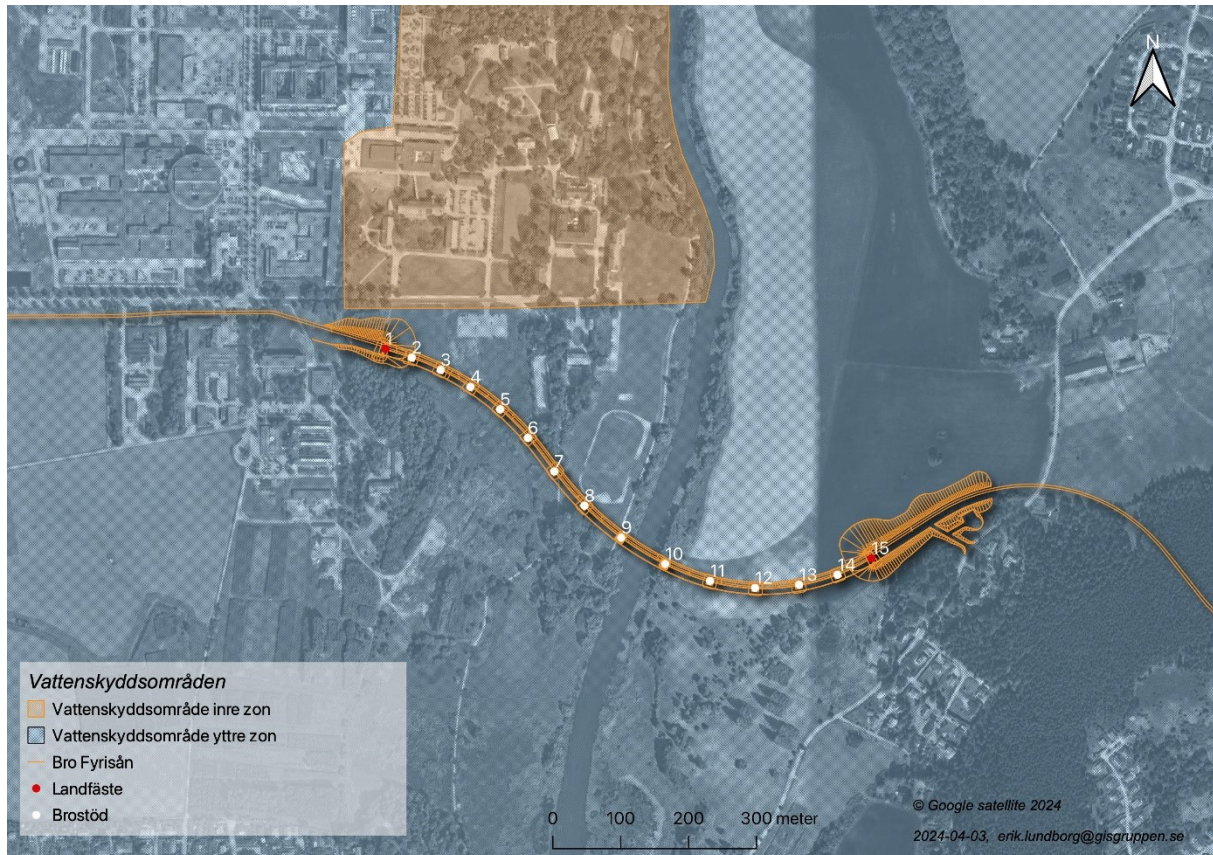 N
1
2
3
4
5
6
7
8
9
10
11
12
13
14
15
Vattenskyddsområden
Vattenskyddsområde inre zon
Vattenskyddsområde yttre zon
Bro Fyrisån
Landfäste
Brostöd
0 100 200 300 meter
© Google satellite 2024
2024-04-03, erik.lundborg@gisgruppen.se